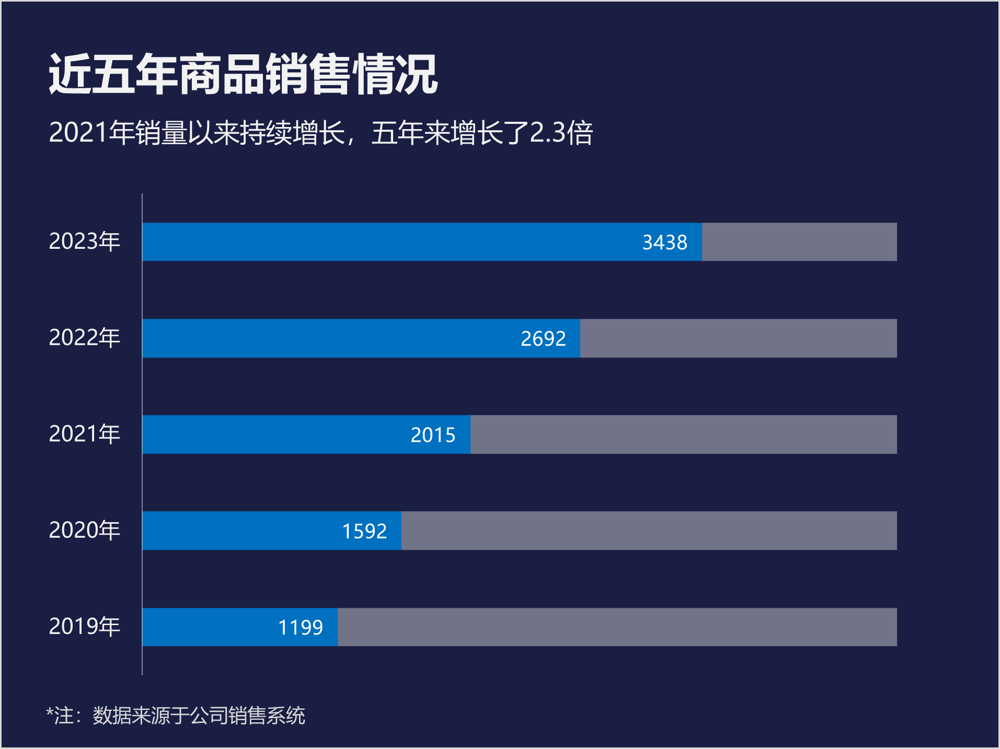 近五年商品销售情况
2021年销量以来持续增长，五年来增长了2.3倍
2023年 3438
2022年 2692
2021年 2015
2020年 1592
2019年 1199
*注：数据来源于公司销售系统